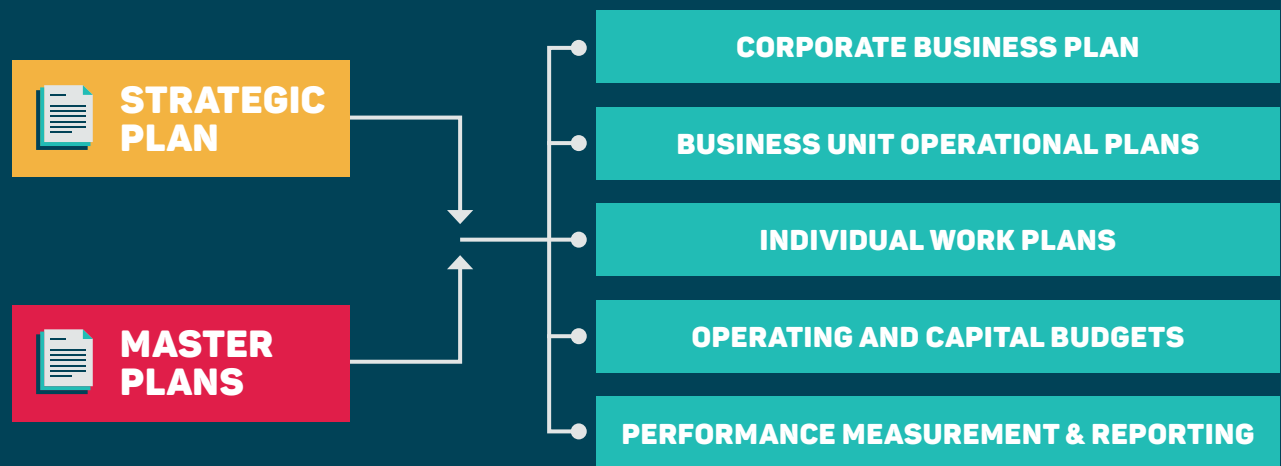 STRATEGIC
PLAN
MASTER
PLANS
CORPORATE BUSINESS PLAN
BUSINESS UNIT OPERATIONAL PLANS
INDIVIDUAL WORK PLANS
OPERATING AND CAPITAL BUDGETS
PERFORMANCE MEASUREMENT & REPORTING